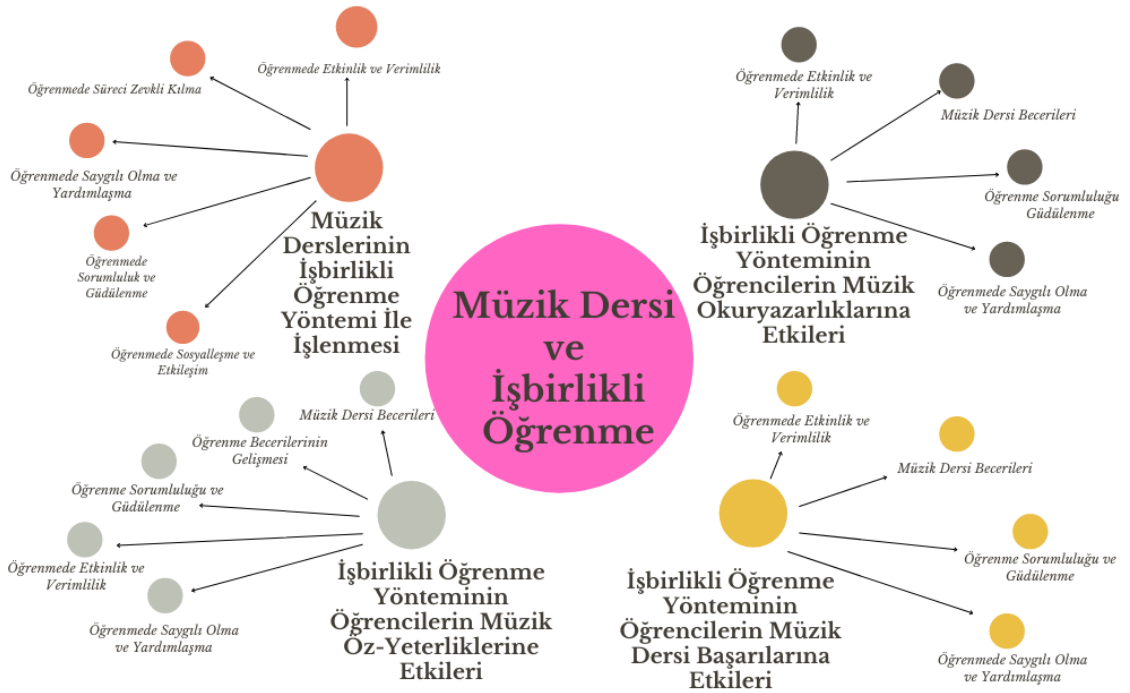 Öğrenmede Etkinlik ve Verimlilik
Öğrenmede Süreci Zevkli Kılma
Öğrenmede Saygılı Olma ve
Yardımlaşma
Öğrenmede
Sorumluluk ve
Güdülenme
Öğrenmede Sosyalleşme ve
Etkileşim
Müzik
Derslerinin
İşbirlikli
Öğrenme
Yöntemi İle
İşlenmesi
Öğrenmede Etkinlik ve
Verimlilik
Müzik Dersi Becerileri
Öğrenme Sorumluluğu
Güdülenme
Öğrenmede Saygılı Olma
ve Yardımlaşma
İşbirlikli Öğrenme
Yönteminin
Öğrencilerin Müzik
Okuryazarlıklarına
Etkileri
Müzik Dersi
ve
İşbirlikli
Öğrenme
Müzik Dersi Becerileri
Öğrenme Becerilerinin
Gelişmesi
Öğrenme Sorumluluğu ve
Güdülenme
Öğrenmede Etkinlik ve
Verimlilik
Öğrenmede Saygılı Olma
ve Yardımlaşma
İşbirlikli Öğrenme
Yönteminin
Öğrencilerin Müzik
Öz-Yeterliklerine
Etkileri
Öğrenmede Etkinlik ve
Verimlilik
Müzik Dersi Becerileri
Öğrenme Sorumluluğu ve
Güdülenme
Öğrenmede Saygılı Olma
ve Yardımlaşma
İşbirlikli Öğrenme
Yönteminin
Öğrencilerin Müzik
Dersi Başarılarına
Etkileri